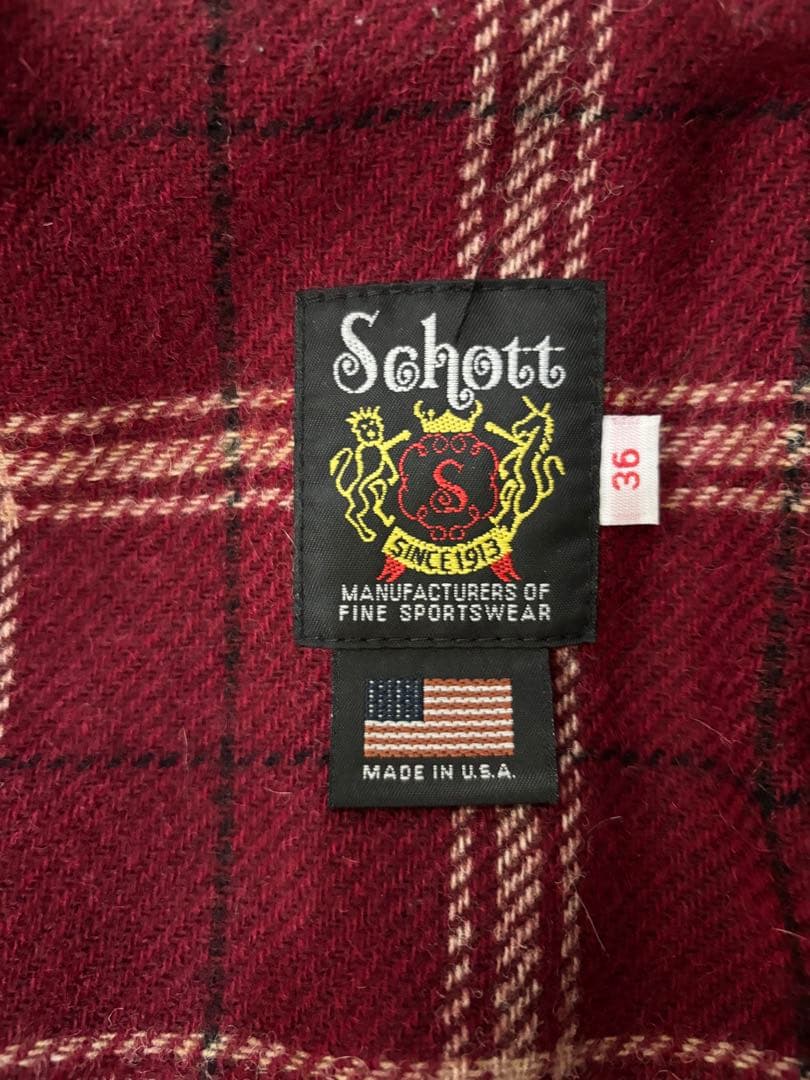 Schott
S
SINCE 1913
MANUFACTURERS OF
FINE SPORTSWEAR
36
MADE IN U.S.A.